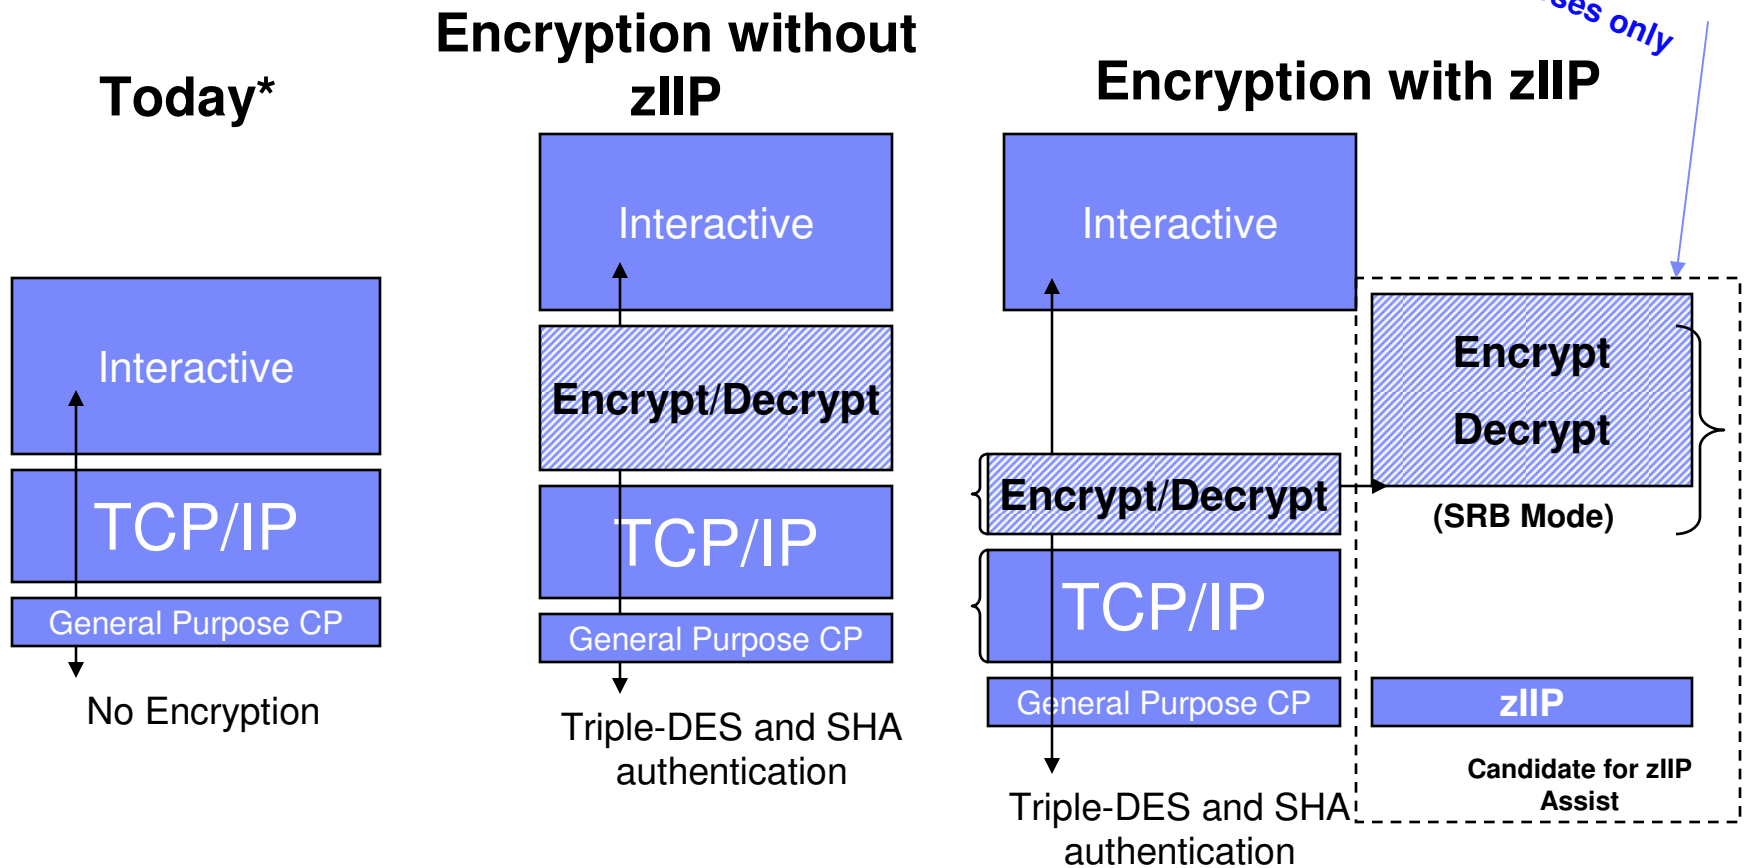 only
Today*
Encryption without
zIIP
Encryption with zIIP
Interactive
TCP/IP
General Purpose CP
No Encryption
Interactive
Encrypt/Decrypt
TCP/IP
General Purpose CP
Triple-DES and SHA
authentication
Interactive
Encrypt/Decrypt
TCP/IP
General Purpose CP
Triple-DES and SHA
authentication
Encrypt
Decrypt
(SRB Mode)
zIIP
Candidate for zIIP
Assist